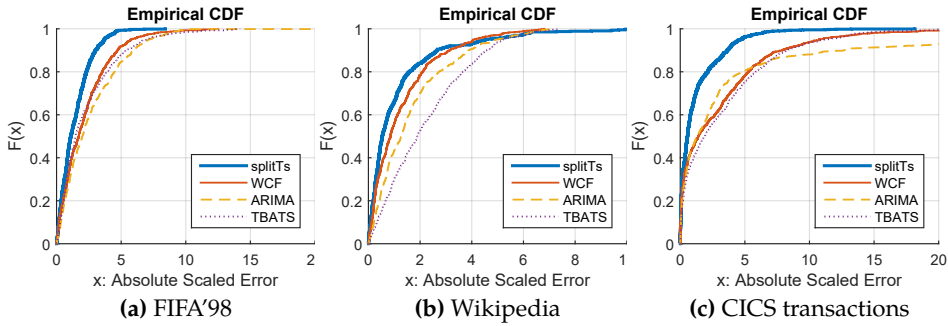 Empirical CDF
1
0.8
0.6
0.4
0.2
0
F(x)
splitTs
WCF
ARIMA
TBATS
0 5 10 15 2
x: Absolute Scaled Error
(a) FIFA'98
Empirical CDF
1
0.8
0.6
0.4
0.2
0
F(x)
splitTs
WCF
ARIMA
TBATS
0 2 4 6 8 1
x: Absolute Scaled Error
(b) Wikipedia
Empirical CDF
1
0.8
0.6
0.4
0.2
0
F(x)
splitTs
WCF
ARIMA
TBATS
0 5 10 15 20
x: Absolute Scaled Error
(c) CICS transactions